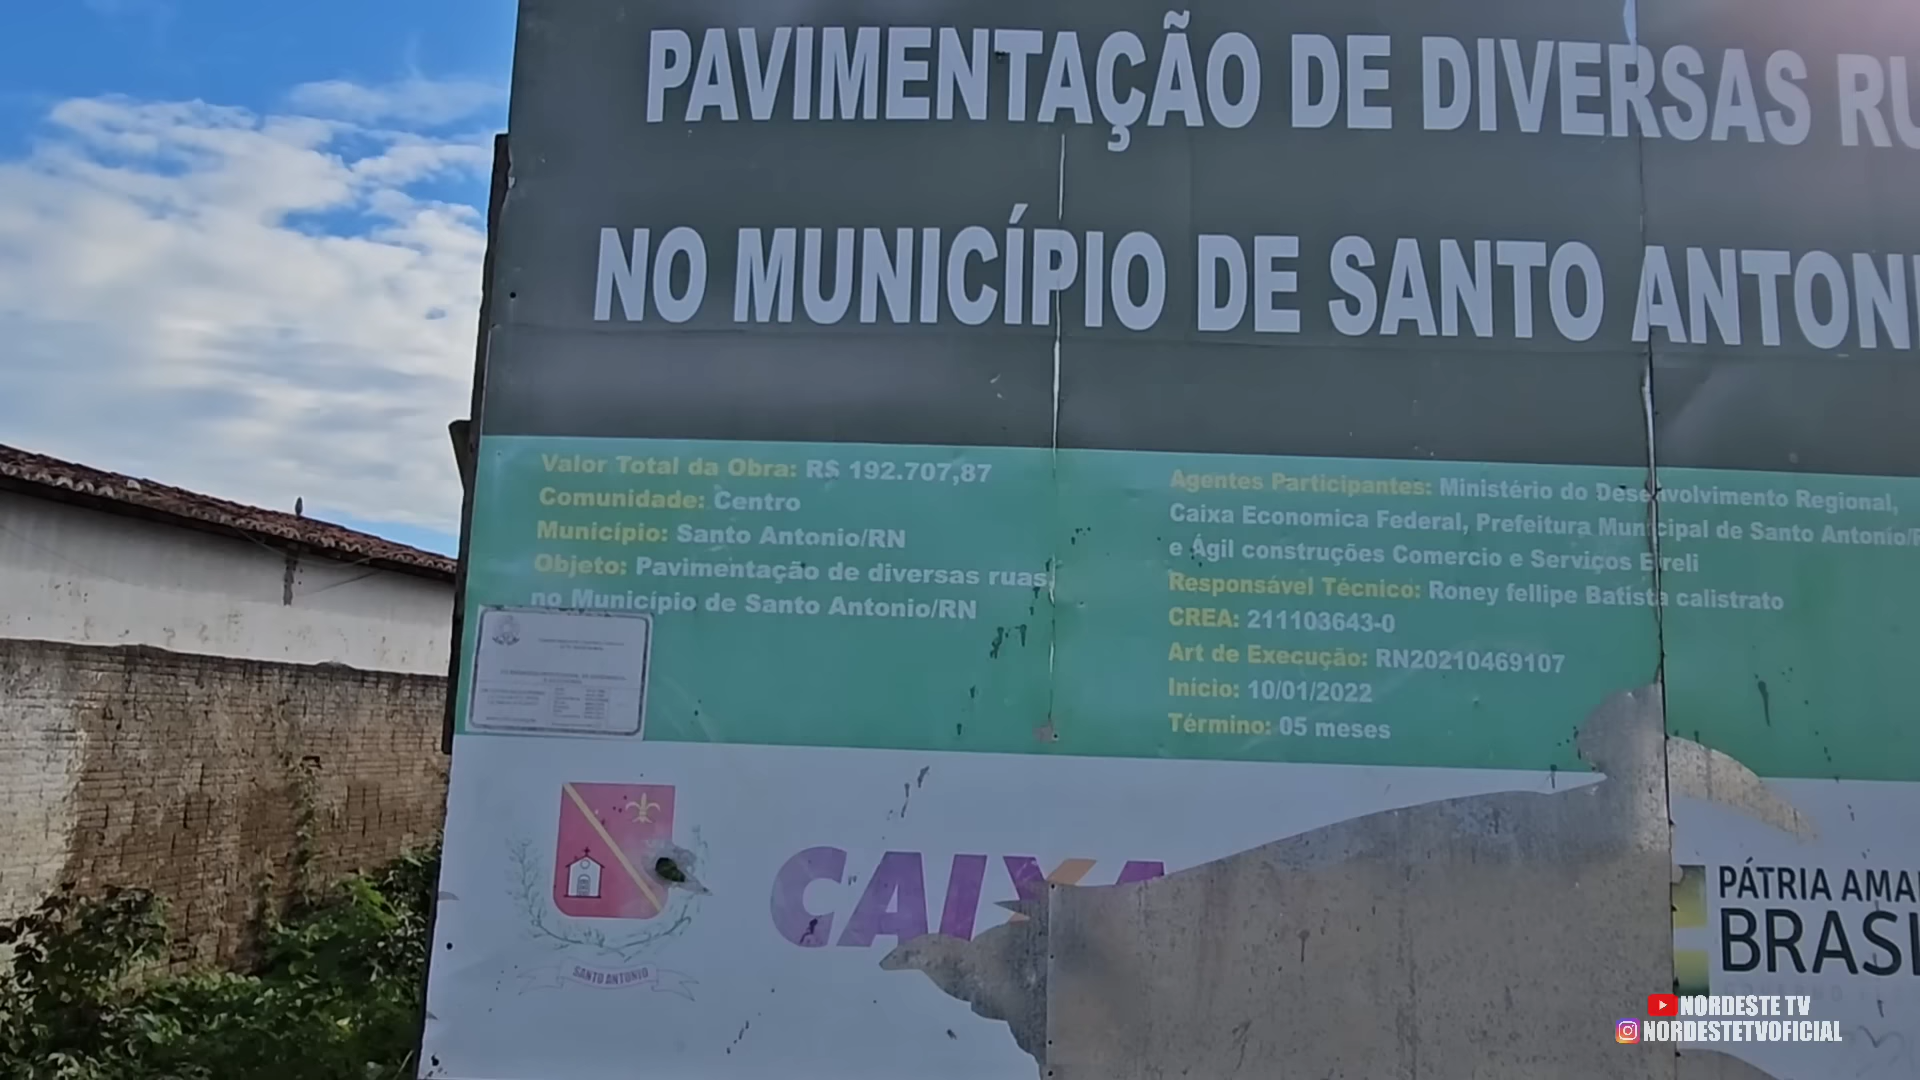 PAVIMENTAÇÃO DE DIVERSAS RU
NO MUNICÍPIO DE SANTO ANTONI
Valor Total da Obra: R$ 192.707,87
Comunidade: Centro
Município: Santo Antonio/RN
Objeto: Pavimentação de diversas ruas
no Município de Santo Antonio/RN
Agentes Participantes: Ministério do Desenvolvimento Regional,
Caixa Economica Federal, Prefeitura Municipal de Santo Antonio/R
e Ágil construções Comercio e Serviços Eireli
Responsável Técnico: Roney fellipe Batista calistrato
CREA: 211103643-0
Art de Execução: RN20210469107
Início: 10/01/2022
Término: 05 meses
SANTO ANTONIO
CAIXA
PÁTRIA AMA
BRASI
NORDESTE TV
NORDESTETVOFICIAL